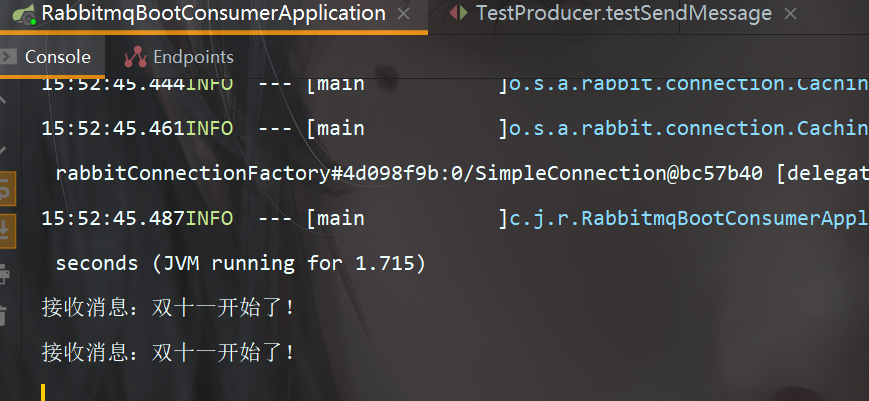 RabbitmqBootConsumerApplication
TestProducer.testSendMessage
Console
Endpoints
15:52:45.444INFO  --- [main           ]o.s.a.rabbit.connection.Cachin
15:52:45.461INFO  --- [main           ]o.s.a.rabbit.connection.Cachin
rabbitConnectionFactory#4d098f9b:0/SimpleConnection@bc57b40 [delegat
15:52:45.487INFO  --- [main           ]c.j.r.RabbitmqBootConsumerAppl
seconds (JVM running for 1.715)
接收消息：双十一开始了！
接收消息：双十一开始了！